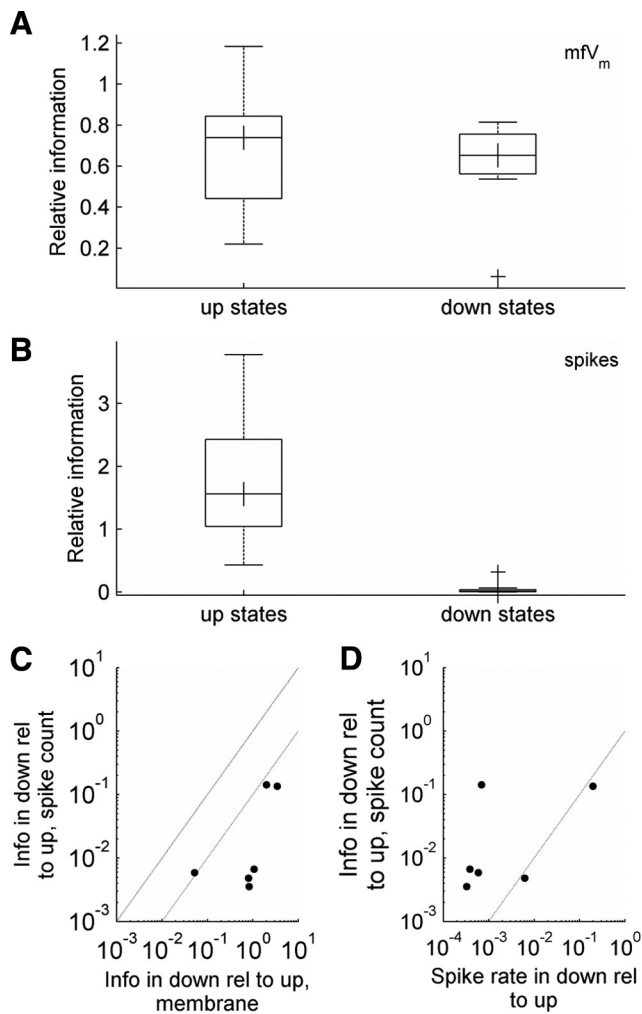 A
mfVm
Relative information
1.2
1
0.8
0.6
0.4
0.2
up states
down states
B
spikes
Relative information
3
2
1
0
up states
down states
C
Info in down rel
to up, spike count
10^1
10^0
10^-1
10^-2
10^-3
10^-3 10^-2 10^-1 10^0 10^1
Info in down rel to up,
membrane
D
Info in down rel
to up, spike count
10^1
10^0
10^-1
10^-2
10^-3
10^-4 10^-3 10^-2 10^-1 10^0
Spike rate in down rel
to up